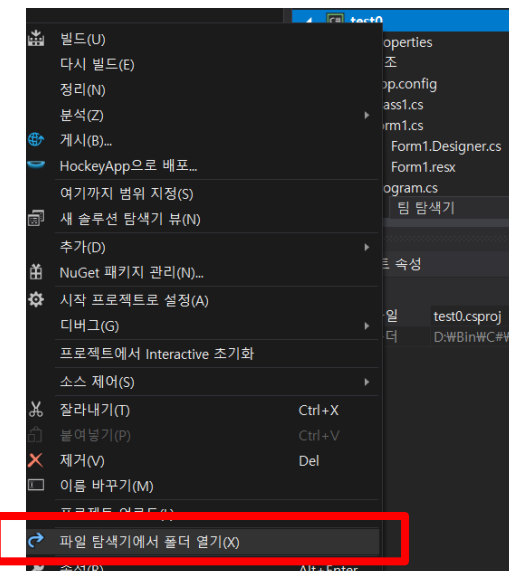 test0
빌드(U)
operties
다시 빌드(E)
조
정리(N)
pp.config
분석(Z)
ass1.cs
rm1.cs
게시(B)...
Form1.Designer.cs
HockeyApp으로 배포...
Form1.resx
여기까지 범위 지정(S)
ogram.cs
새 솔루션 탐색기 뷰(N)
팀 탐색기
추가(D)
트 속성
NuGet 패키지 관리(N)...
시작 프로젝트로 설정(A)
일 test0.csproj
디버그(G)
더 D:₩Bin₩C#₩
프로젝트에서 Interactive 초기화
소스 제어(S)
잘라내기(T) Ctrl+X
붙여넣기(P) Ctrl+V
제거(V) Del
이름 바꾸기(M)
파일 탐색기에서 폴더 열기(X)
속성(R) Alt+Enter